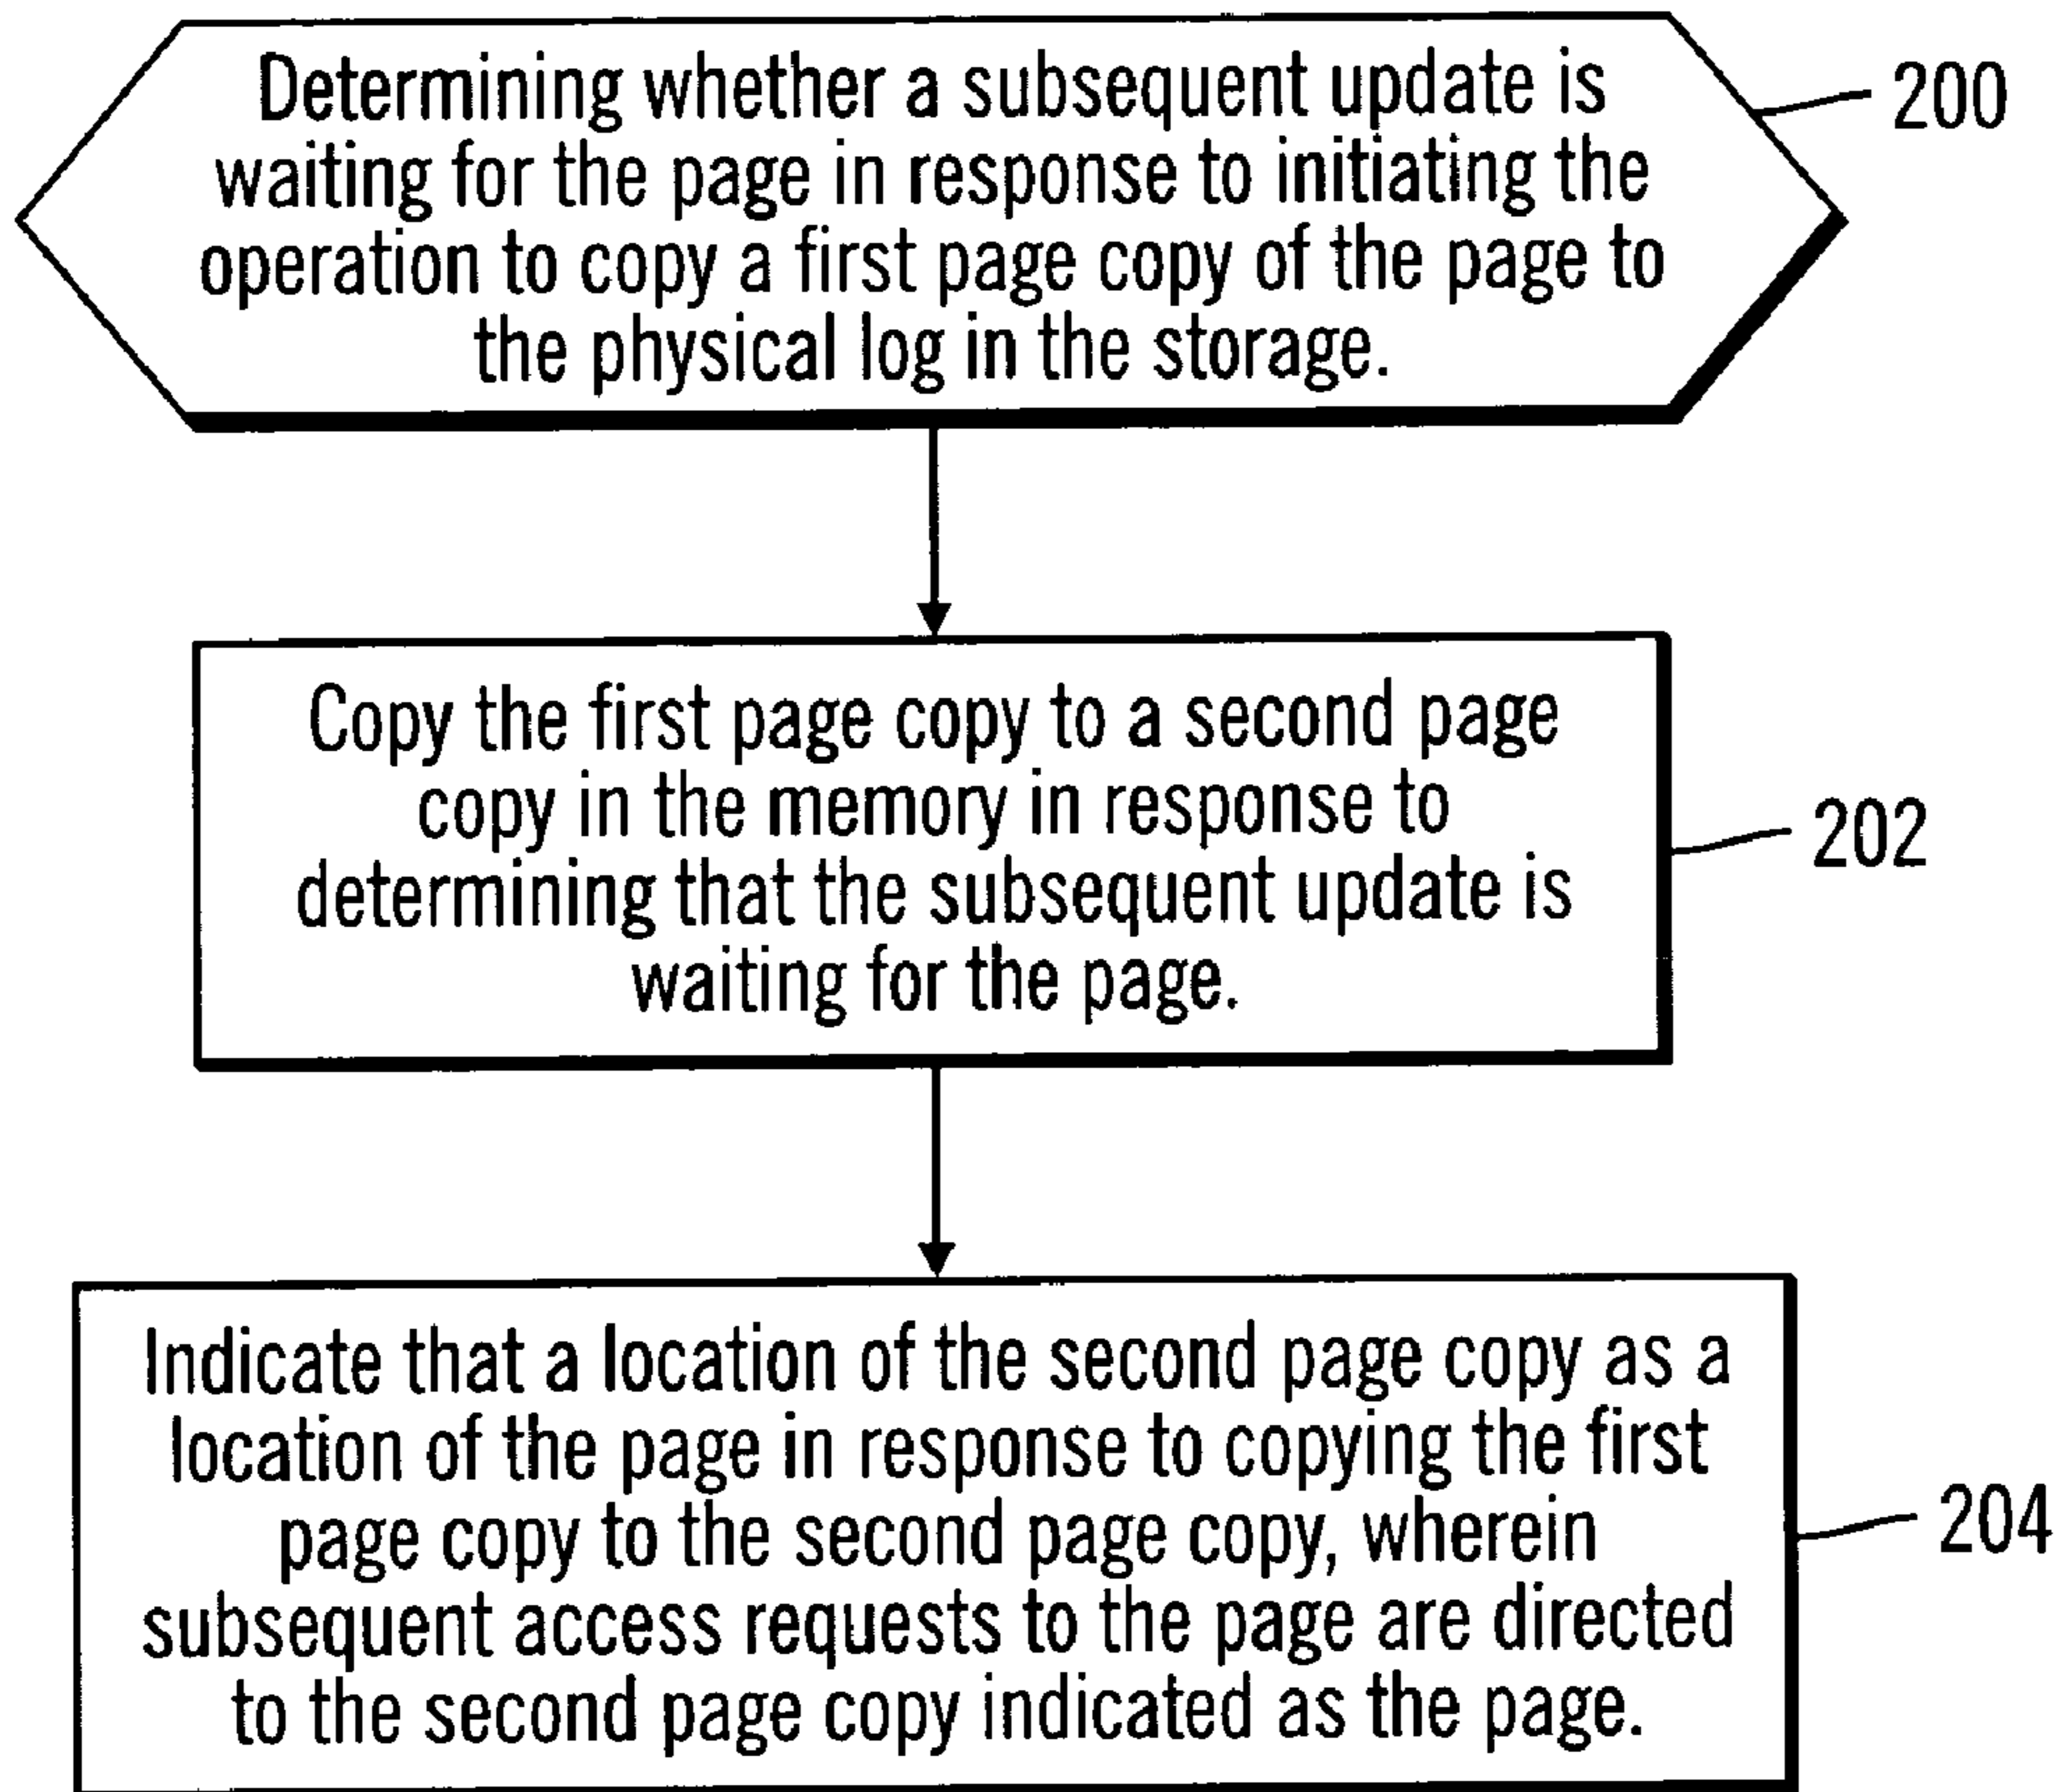 Determining whether a subsequent update is
waiting for the page in response to initiating the
operation to copy a first page copy of the page to
the physical log in the storage.
200
Copy the first page copy to a second page
copy in the memory in response to
determining that the subsequent update is
waiting for the page.
202
Indicate that a location of the second page copy as a
location of the page in response to copying the first
page copy to the second page copy, wherein
subsequent access requests to the page are directed
to the second page copy indicated as the page.
204